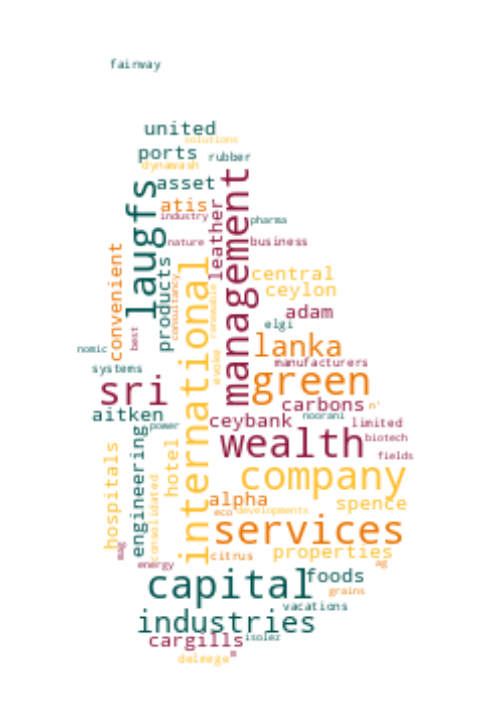 fairway
united
solutions
ports
rubber
dynawash
asset
laugfs
management
atis
industry
leather
pharma
nature
business
convenient
products
consultancy
international
renewable
central
ceylon
best
adam
elgi
nomic
lanka
manufacturers
systems
evoke
green
sri
carbons
n'
aitken
noorani
power
ceybank
limited
wealth
biotech
fields
engineering
hotel
hospitals
consolidated
company
alpha
spence
eco
developments
services
mag
citrus
properties
energy
ag
capital
foods
grains
vacations
industries
cargills
isolez
delmege